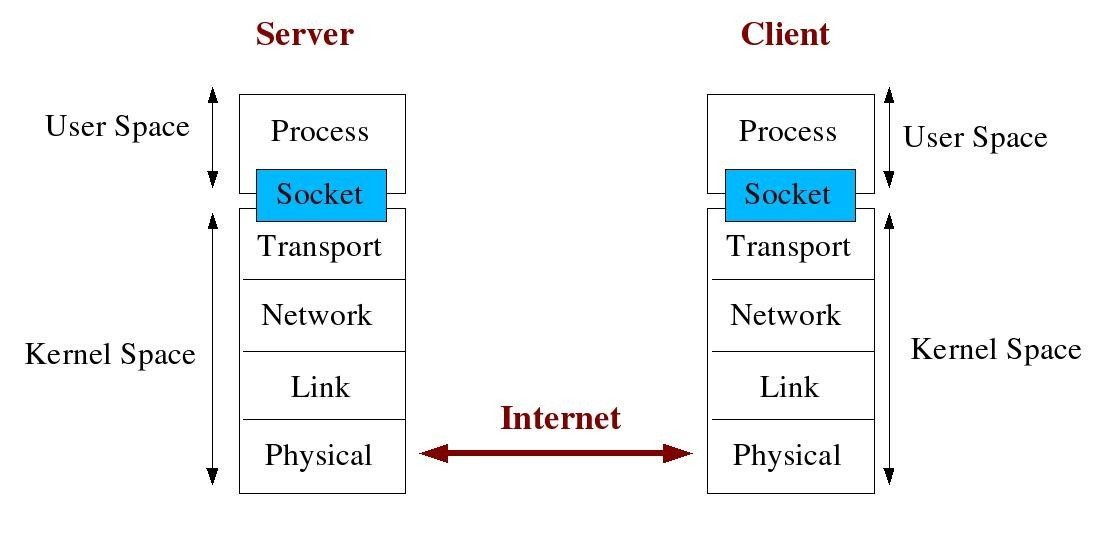 Server
Client
User Space
Process
Process
User Space
Socket
Socket
Transport
Transport
Network
Network
Kernel Space
Kernel Space
Link
Link
Internet
Physical
Physical